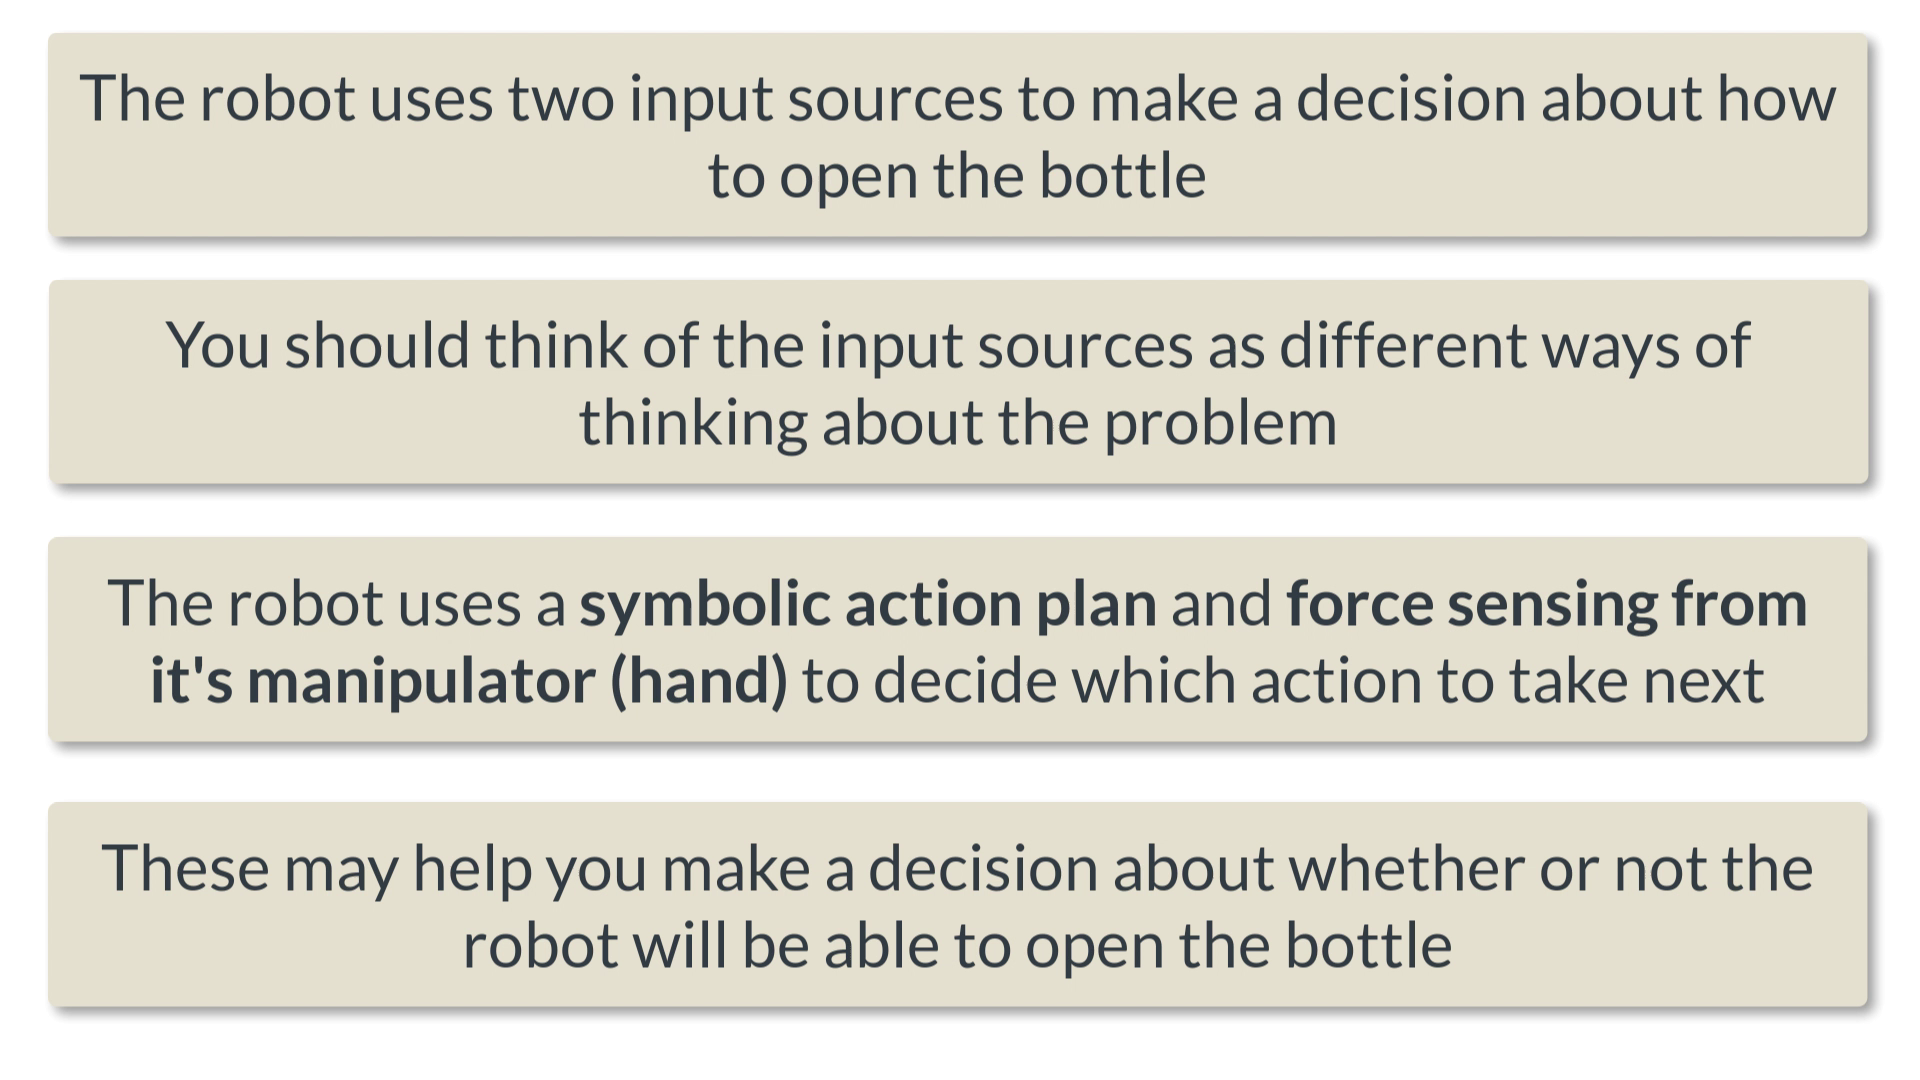 The robot uses two input sources to make a decision about how
to open the bottle
You should think of the input sources as different ways of
thinking about the problem
The robot uses a symbolic action plan and force sensing from
it's manipulator (hand) to decide which action to take next
These may help you make a decision about whether or not the
robot will be able to open the bottle